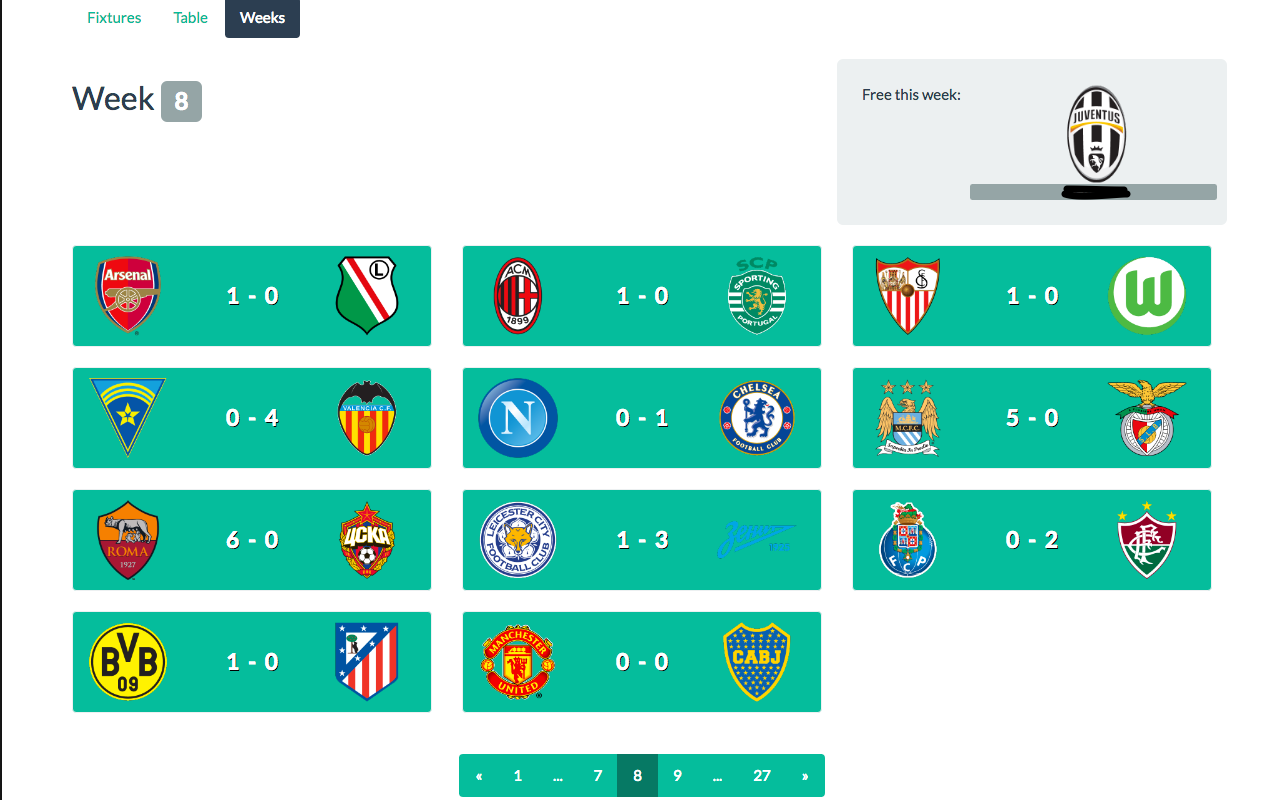 Fixtures Table Weeks
Week 8
Free this week:
JUVENTUS
Arsenal
1 - 0
L
ACM
1899
1 - 0
SCP
SPORTING
PORTUGAL
1 - 0
W
0 - 4
VALENCIA C.F.
N
0 - 1
CHELSEA
FOOTBALL CLUB
M.C.F.C.
5 - 0
ROMA
1927
6 - 0
ЦСКА
LEICESTER CITY
FOOTBALL CLUB
1 - 3
Зенит
F C P
0 - 2
BVB
09
1 - 0
MANCHESTER
UNITED
0 - 0
CABJ
« 1 ... 7 8 9 ... 27 »